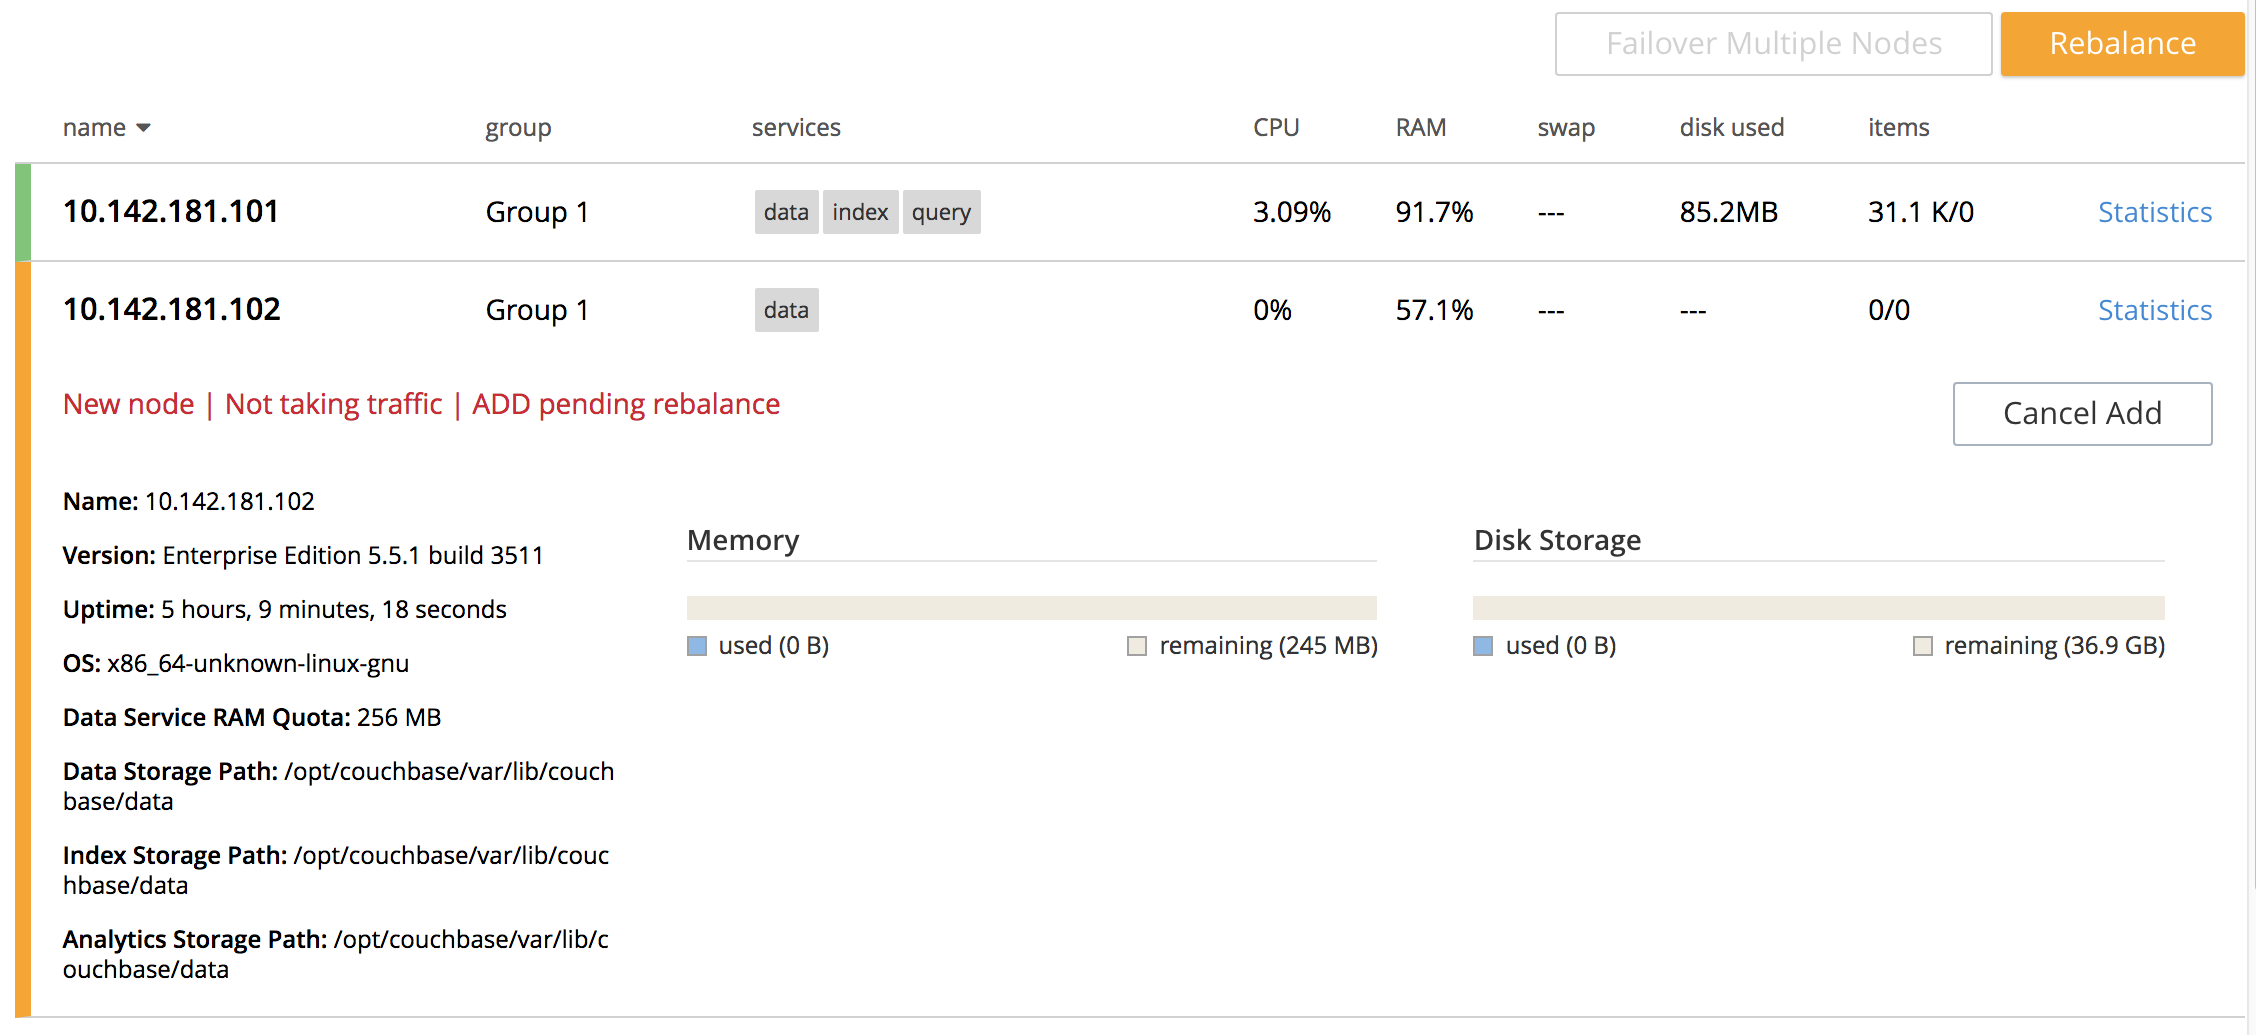 Failover Multiple Nodes Rebalance
name group services CPU RAM swap disk used items
10.142.181.101 Group 1 data index query 3.09% 91.7% --- 85.2MB 31.1 K/0 Statistics
10.142.181.102 Group 1 data 0% 57.1% --- --- 0/0 Statistics
New node | Not taking traffic | ADD pending rebalance Cancel Add
Name: 10.142.181.102
Version: Enterprise Edition 5.5.1 build 3511
Uptime: 5 hours, 9 minutes, 18 seconds
OS: x86_64-unknown-linux-gnu
Data Service RAM Quota: 256 MB
Data Storage Path: /opt/couchbase/var/lib/couch
base/data
Index Storage Path: /opt/couchbase/var/lib/couc
hbase/data
Analytics Storage Path: /opt/couchbase/var/lib/c
ouchbase/data
Memory
used (0 B) remaining (245 MB)
Disk Storage
used (0 B) remaining (36.9 GB)